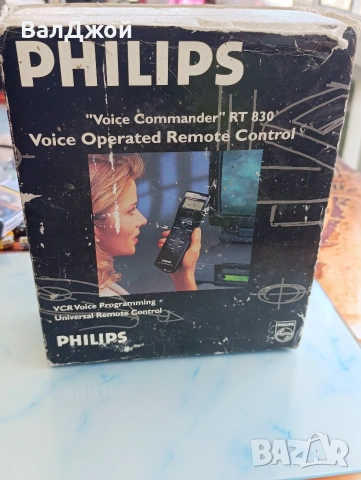 ВалДжой
PHILIPS
"Voice Commander" RT 830
Voice Operated Remote Control
VCR Voice Programming
Universal Remote Control
PHILIPS
PHILIPS
BAZAR